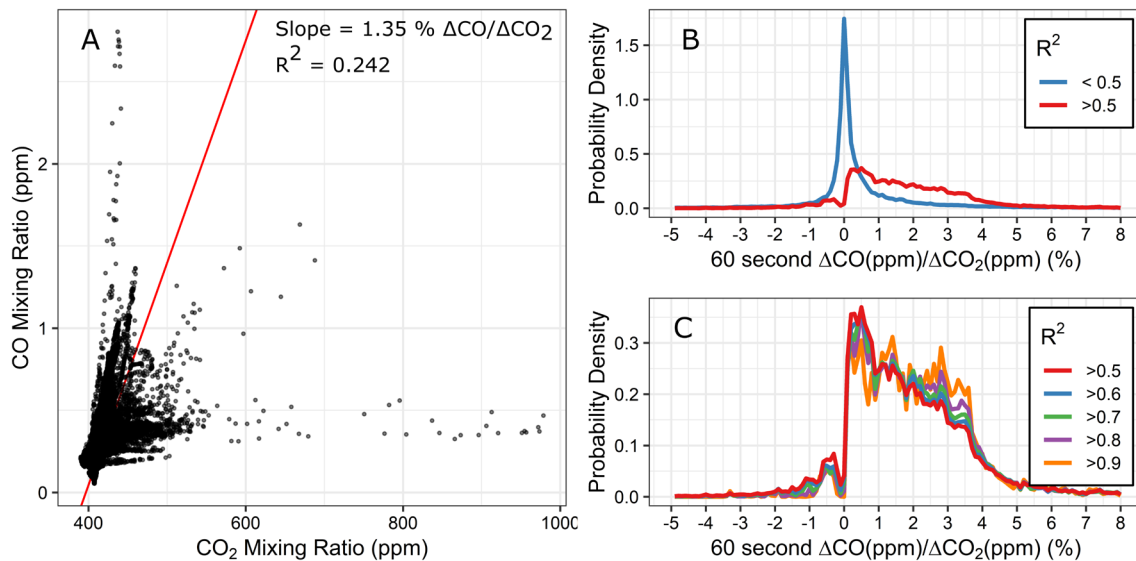 A
Slope = 1.35 % ΔCO/ΔCO₂
R² = 0.242
CO Mixing Ratio (ppm)
2
1
0
400
600
800
1000
CO₂ Mixing Ratio (ppm)
B
Probability Density
1.75
1.5
1.0
0.5
0.0
R²
< 0.5
>0.5
-5 -4 -3 -2 -1 0 1 2 3 4 5 6 7 8
60 second ΔCO(ppm)/ΔCO₂(ppm) (%)
C
Probability Density
0.3
0.2
0.1
0.0
R²
>0.5
>0.6
>0.7
>0.8
>0.9
-5 -4 -3 -2 -1 0 1 2 3 4 5 6 7 8
60 second ΔCO(ppm)/ΔCO₂(ppm) (%)